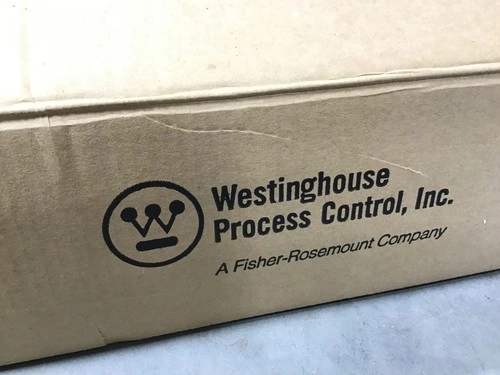 Westinghouse
Process Control, Inc.
A Fisher-Rosemount Company